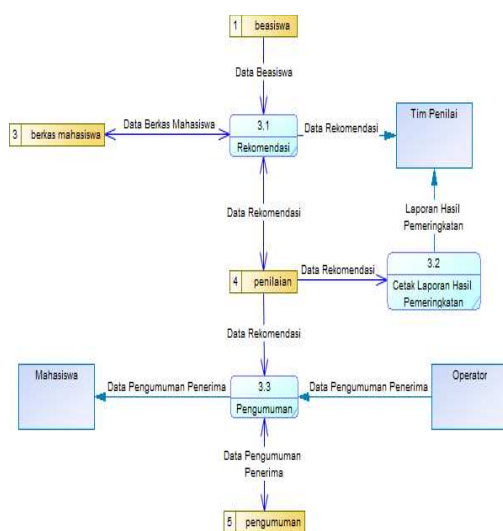 1 beasiswa
Data Beasiswa
3 berkas mahasiswa
Data Berkas Mahasiswa
3.1
Rekomendasi
Data Rekomendasi
Tim Penilai
Data Rekomendasi
Laporan Hasil
Pemeringkatan
4 penilaian
Data Rekomendasi
3.2
Cetak Laporan Hasil
Pemeringkatan
Data Rekomendasi
Mahasiswa
Data Pengumuman Penerima
3.3
Pengumuman
Data Pengumuman Penerima
Operator
Data Pengumuman
Penerima
5 pengumuman